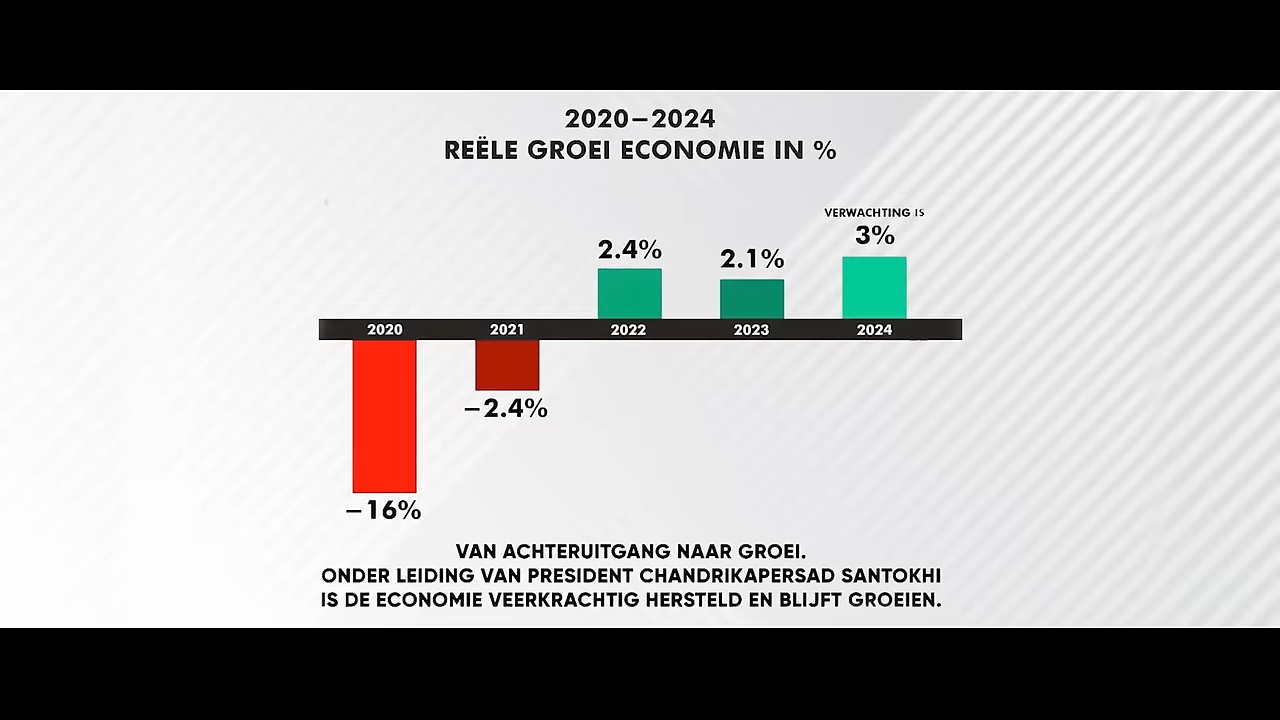 2020–2024
REËLE GROEI ECONOMIE IN %
VERWACHTING IS
3%
2.4%
2.1%
2020 2021 2022 2023 2024
–2.4%
–16%
VAN ACHTERUITGANG NAAR GROEI.
ONDER LEIDING VAN PRESIDENT CHANDRIKAPERSAD SANTOKHI
IS DE ECONOMIE VEERKRACHTIG HERSTELD EN BLIJFT GROEIEN.